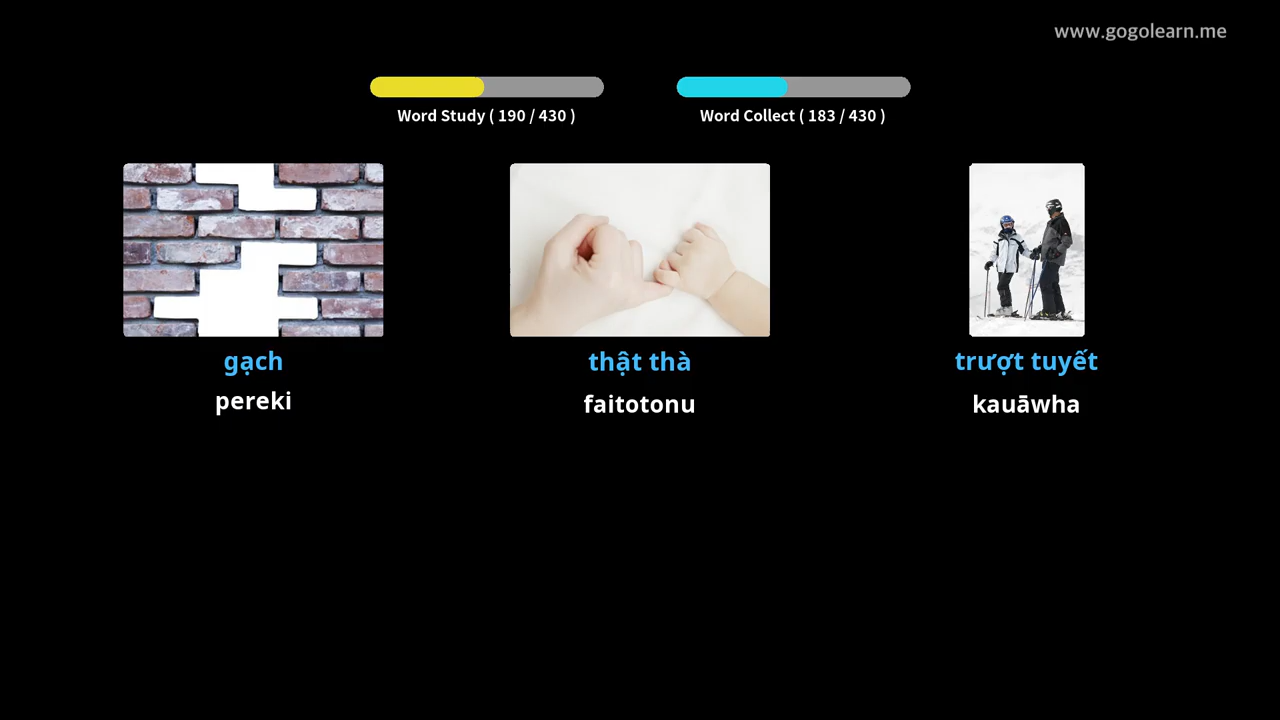 www.gogolearn.me
Word Study ( 190 / 430 )
Word Collect ( 183 / 430 )
gạch
thật thà
trượt tuyết
pereki
faitotonu
kauāwha